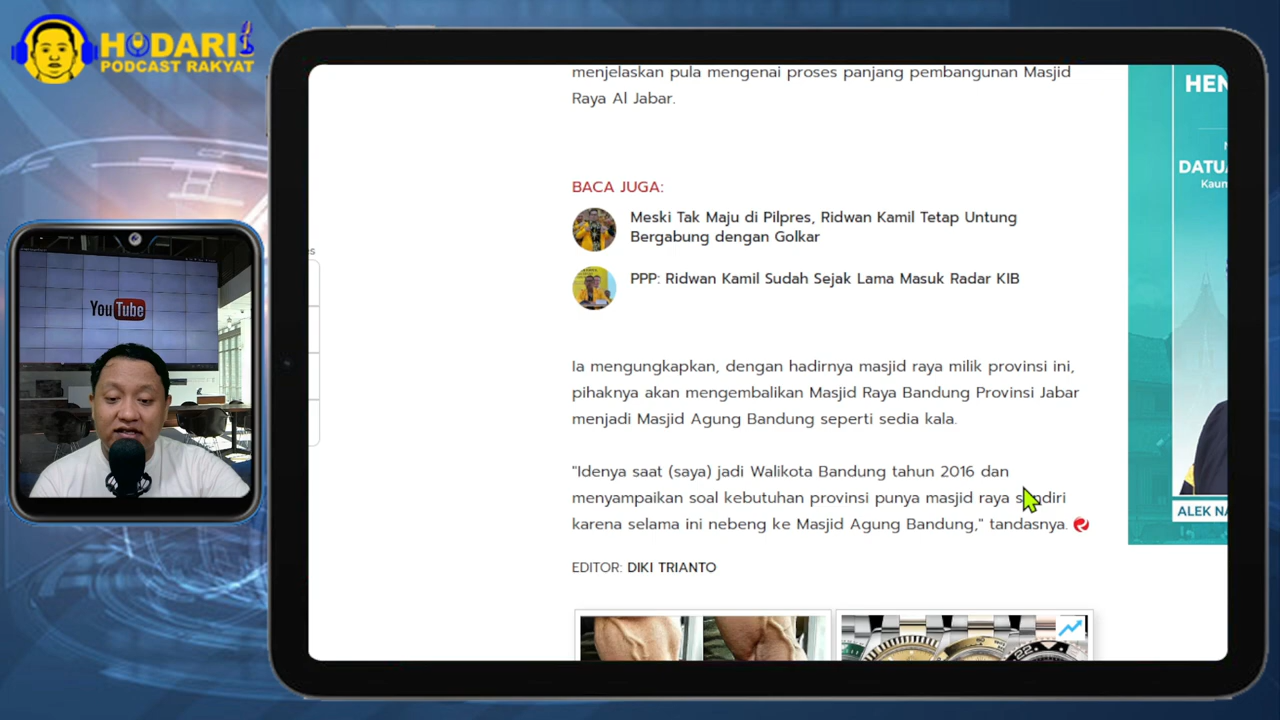 HODARI
PODCAST RAKYAT
YouTube
menjelaskan pula mengenai proses panjang pembangunan Masjid
Raya Al Jabar.
BACA JUGA:
Meski Tak Maju di Pilpres, Ridwan Kamil Tetap Untung
Bergabung dengan Golkar
PPP: Ridwan Kamil Sudah Sejak Lama Masuk Radar KIB
Ia mengungkapkan, dengan hadirnya masjid raya milik provinsi ini,
pihaknya akan mengembalikan Masjid Raya Bandung Provinsi Jabar
menjadi Masjid Agung Bandung seperti sedia kala.
"Idenya saat (saya) jadi Walikota Bandung tahun 2016 dan
menyampaikan soal kebutuhan provinsi punya masjid raya sendiri
karena selama ini nebeng ke Masjid Agung Bandung," tandasnya.
EDITOR: DIKI TRIANTO
HEN
DATUA
Kaun
ALEK NA